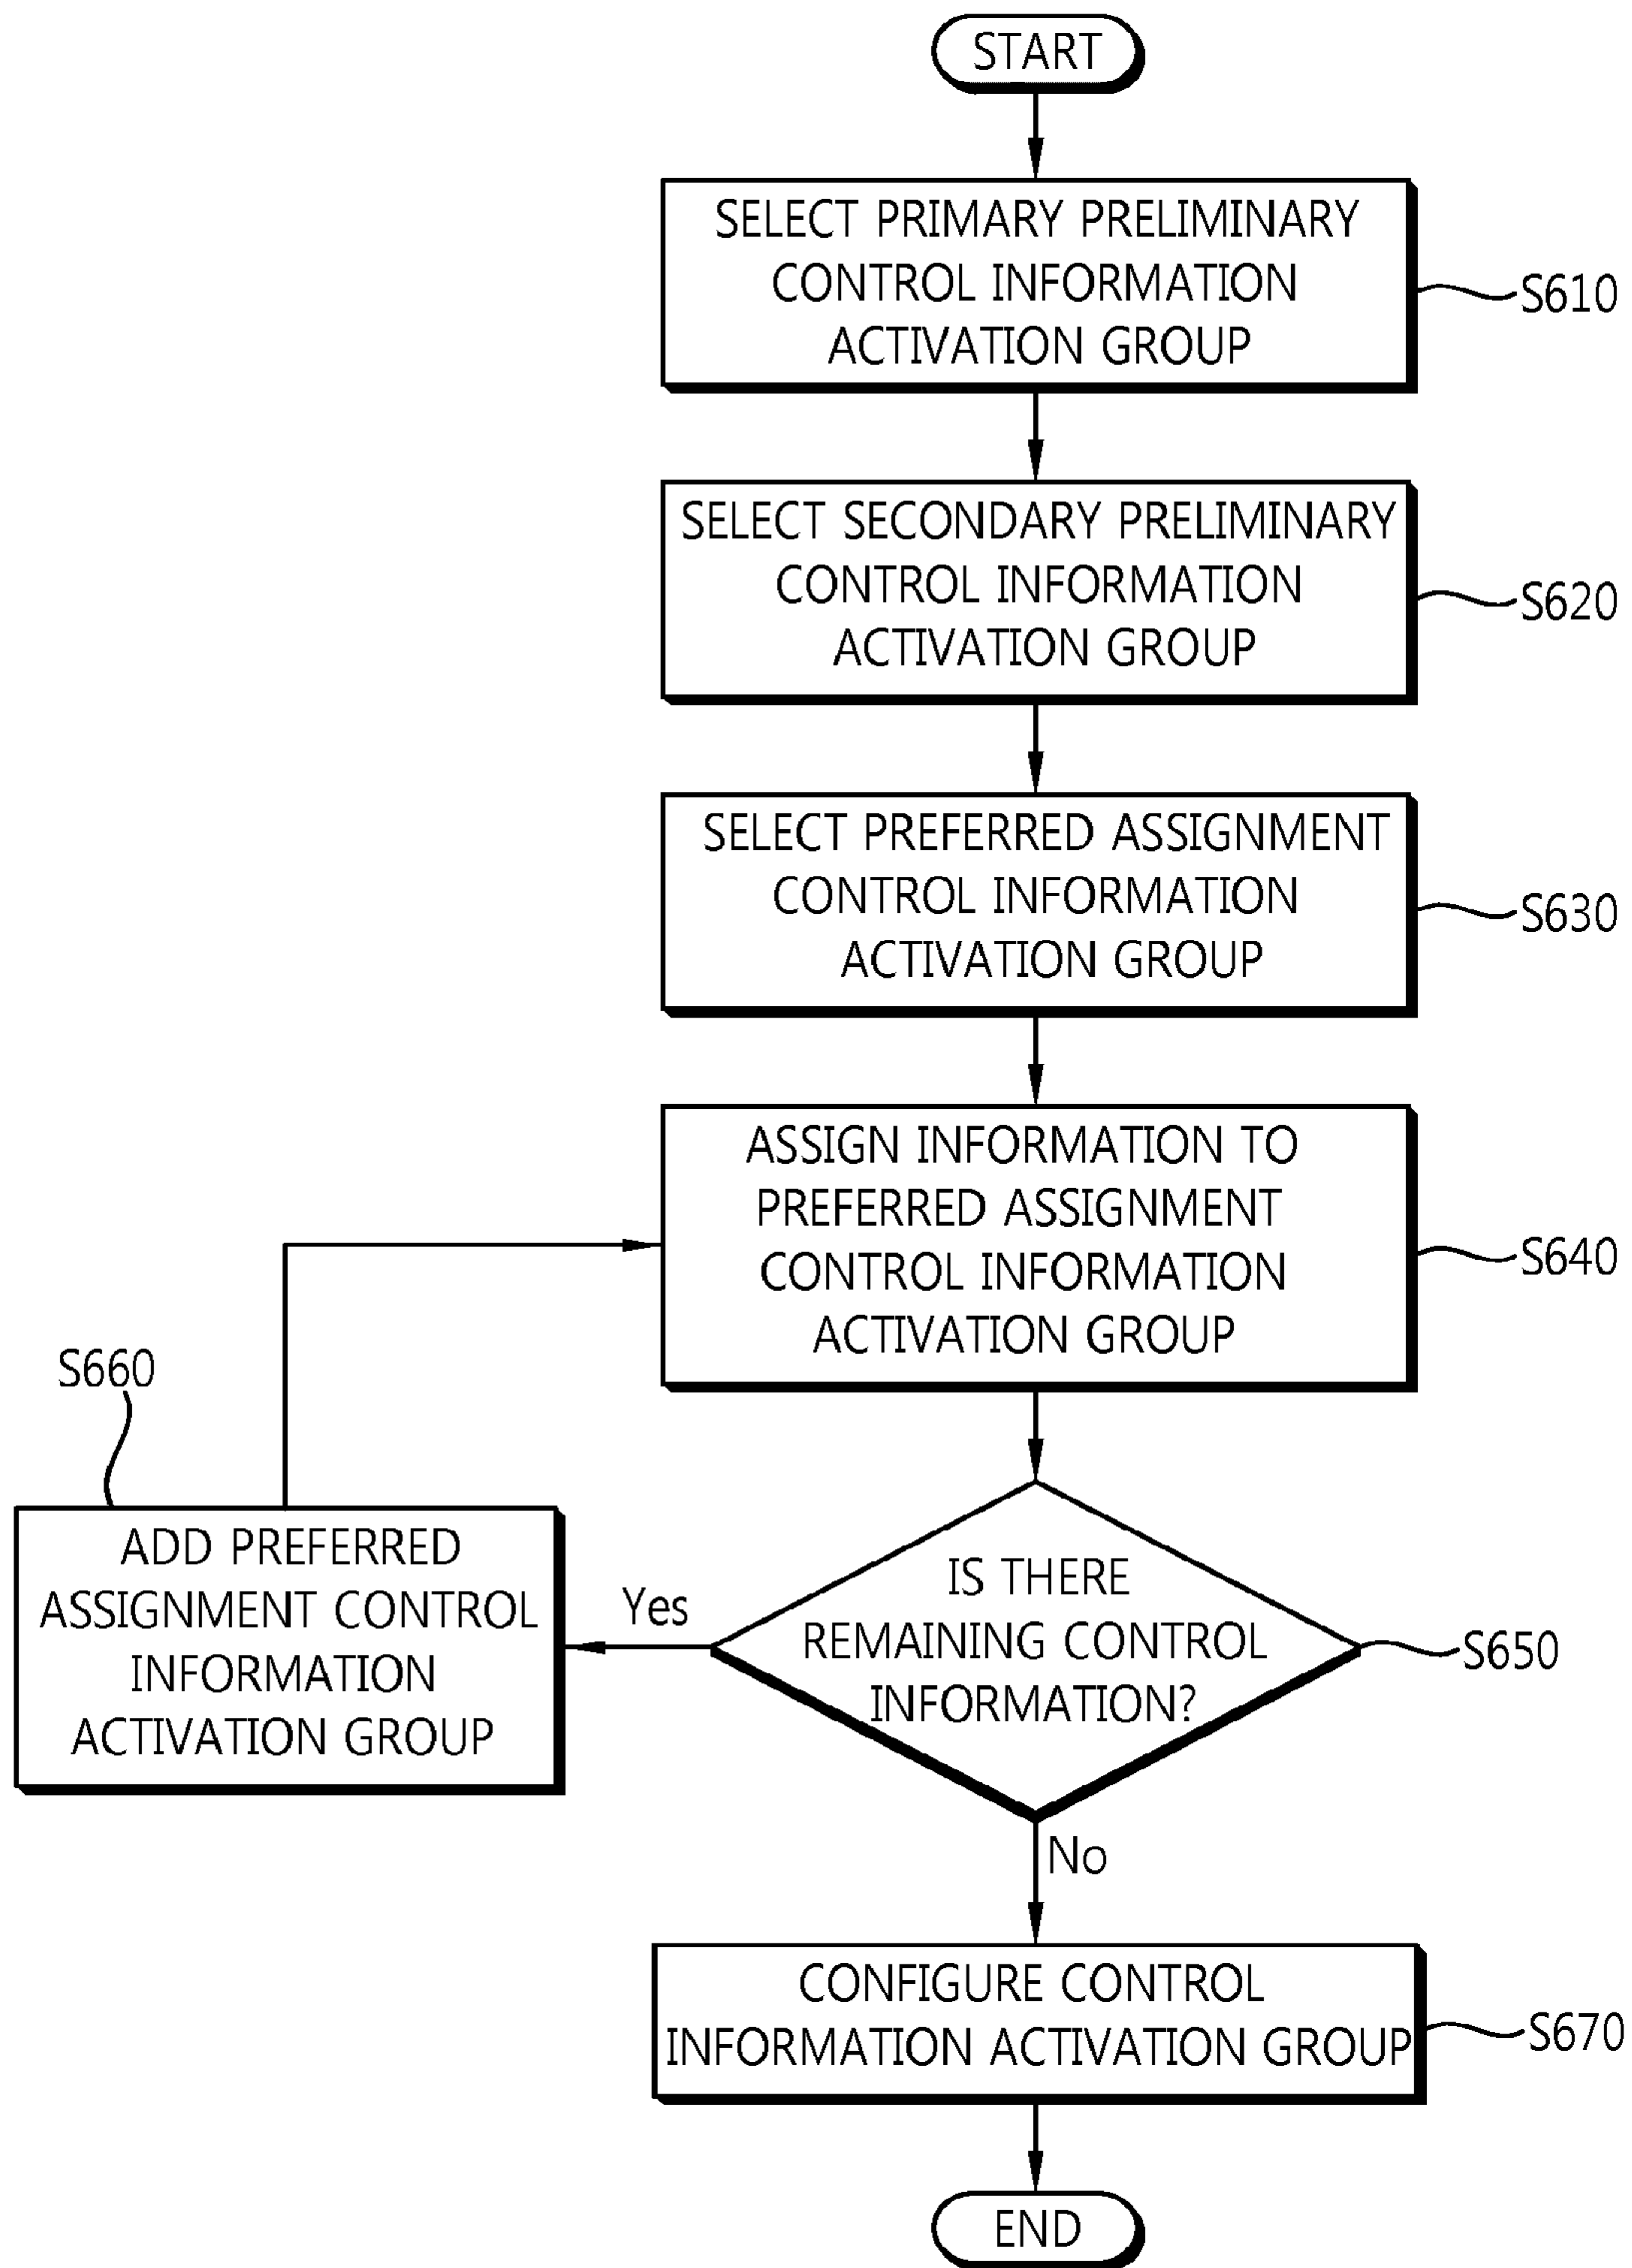 START
SELECT PRIMARY PRELIMINARY
CONTROL INFORMATION
ACTIVATION GROUP
S610
SELECT SECONDARY PRELIMINARY
CONTROL INFORMATION
ACTIVATION GROUP
S620
SELECT PREFERRED ASSIGNMENT
CONTROL INFORMATION
ACTIVATION GROUP
S630
ASSIGN INFORMATION TO
PREFERRED ASSIGNMENT
CONTROL INFORMATION
ACTIVATION GROUP
S640
S660
ADD PREFERRED
ASSIGNMENT CONTROL
INFORMATION
ACTIVATION GROUP
Yes
IS THERE
REMAINING CONTROL
INFORMATION?
S650
No
CONFIGURE CONTROL
INFORMATION ACTIVATION GROUP
S670
END